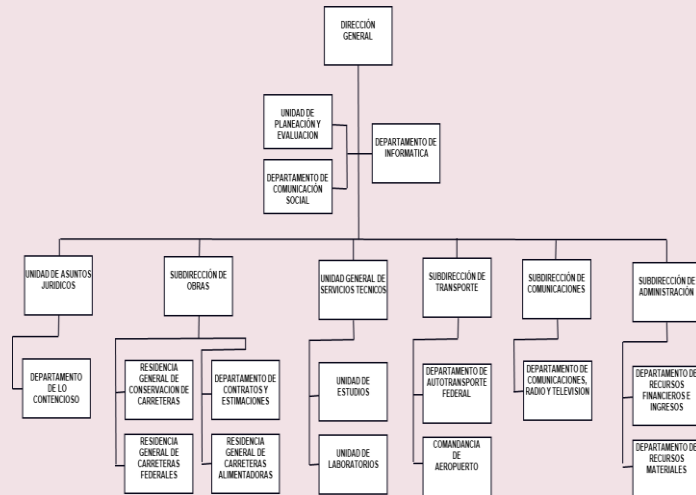 DIRECCIÓN
GENERAL
UNIDAD DE
PLANEACIÓN Y
EVALUACION
DEPARTAMENTO DE
INFORMATICA
DEPARTAMENTO DE
COMUNICACIÓN
SOCIAL
UNIDAD DE ASUNTOS
JURIDICOS
SUBDIRECCIÓN DE
OBRAS
UNIDAD GENERAL DE
SERVICIOS TECNICOS
SUBDIRECCIÓN DE
TRANSPORTE
SUBDIRECCIÓN DE
COMUNICACIONES
SUBDIRECCIÓN DE
ADMINISTRACIÓN
DEPARTAMENTO
DE LO
CONTENCIOSO
RESIDENCIA
GENERAL DE
CONSERVACION DE
CARRETERAS
DEPARTAMENTO DE
CONTRATOS Y
ESTIMACIONES
UNIDAD DE
ESTUDIOS
DEPARTAMENTO DE
AUTOTRANSPORTE
FEDERAL
DEPARTAMENTO DE
COMUNICACIONES,
RADIO Y TELEVISION
DEPARTAMENTO DE
RECURSOS
FINANCIEROS E
INGRESOS
RESIDENCIA
GENERAL DE
CARRETERAS
FEDERALES
RESIDENCIA
GENERAL DE
CARRETERAS
ALIMENTADORAS
UNIDAD DE
LABORATORIOS
COMANDANCIA
DE
AEROPUERTO
DEPARTAMENTO DE
RECURSOS
MATERIALES